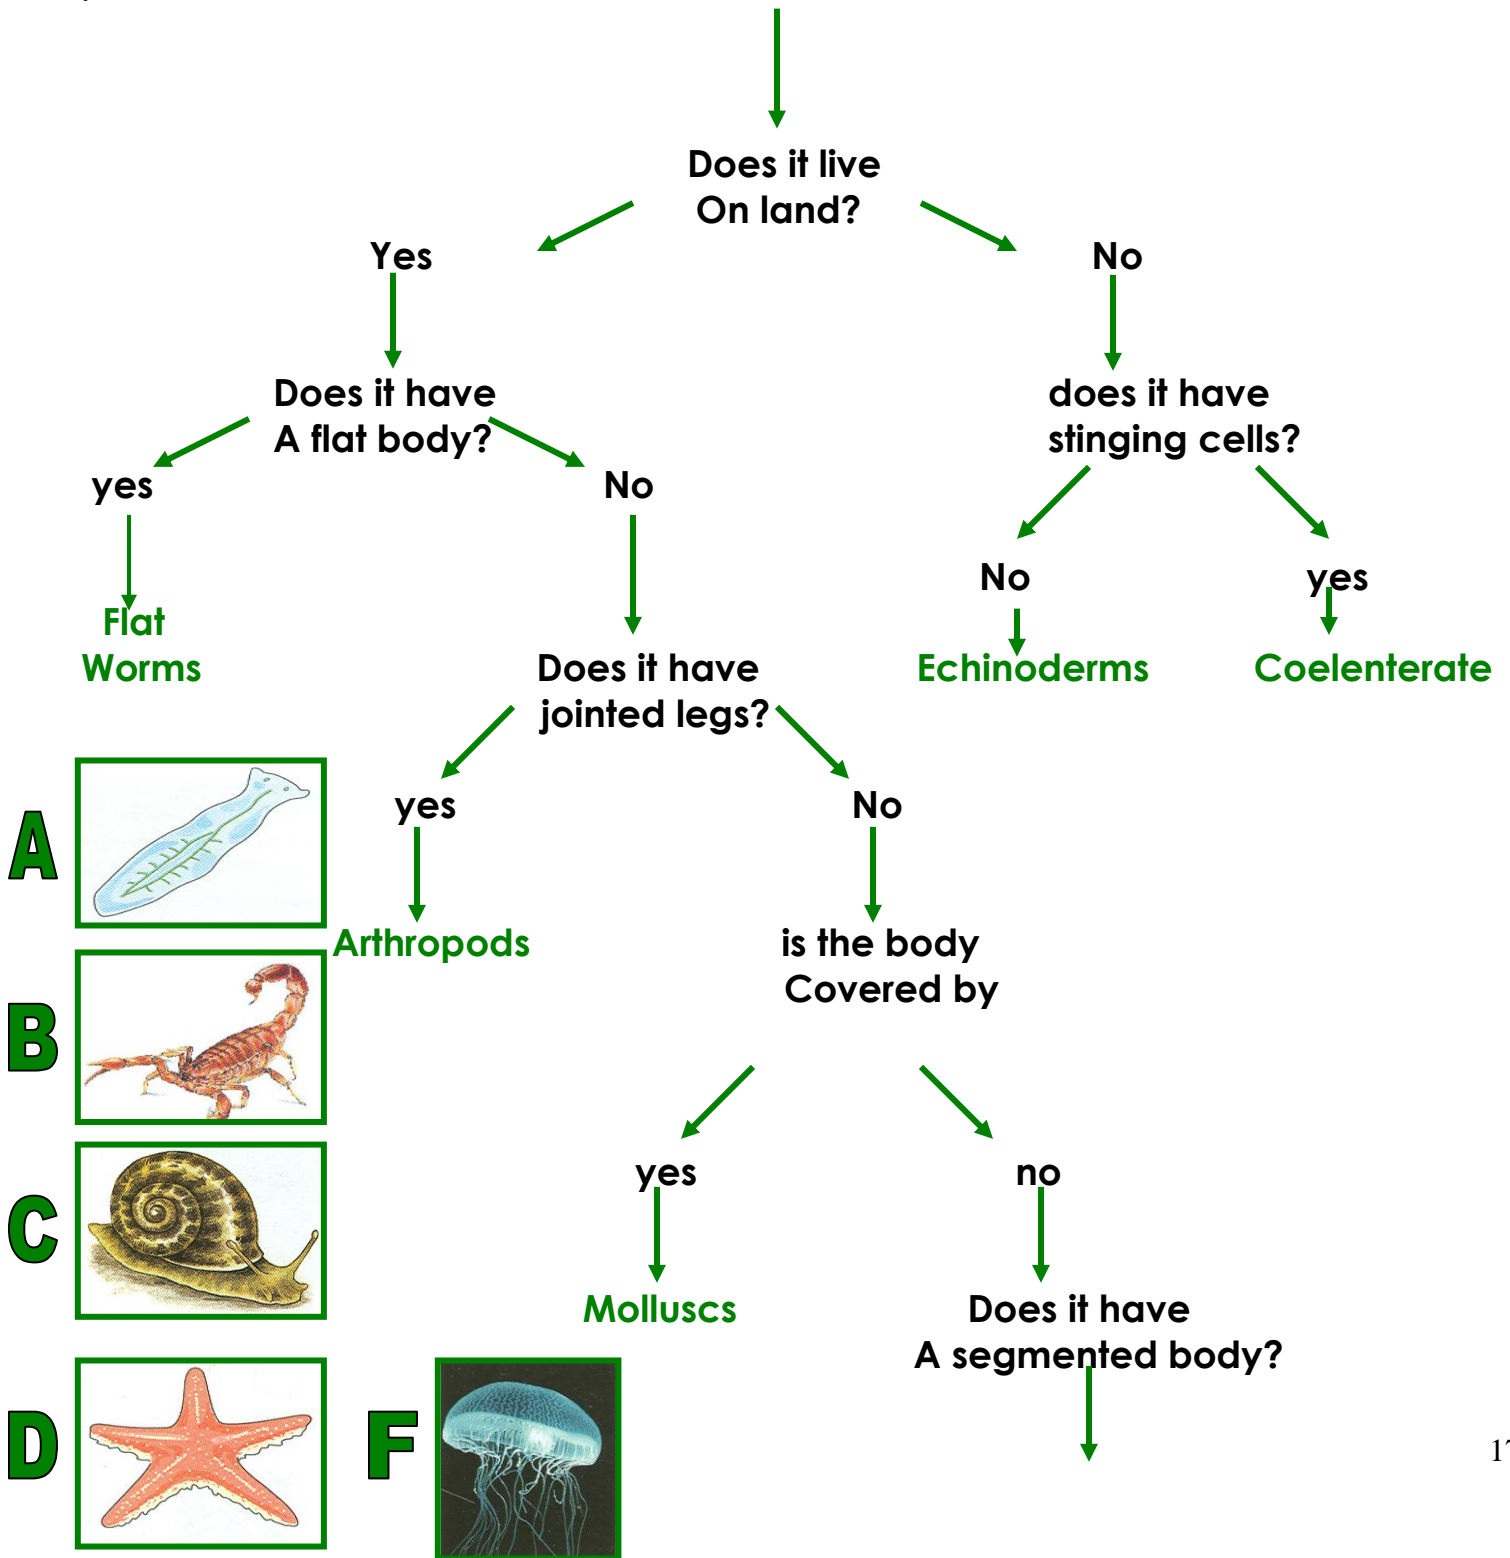 Does it live
On land?
Yes
No
Does it have
A flat body?
does it have
stinging cells?
yes
No
No
yes
Flat
Worms
Does it have
jointed legs?
Echinoderms
Coelenterate
yes
No
A
Arthropods
is the body
Covered by
B
yes
no
C
Molluscs
Does it have
A segmented body?
D
F